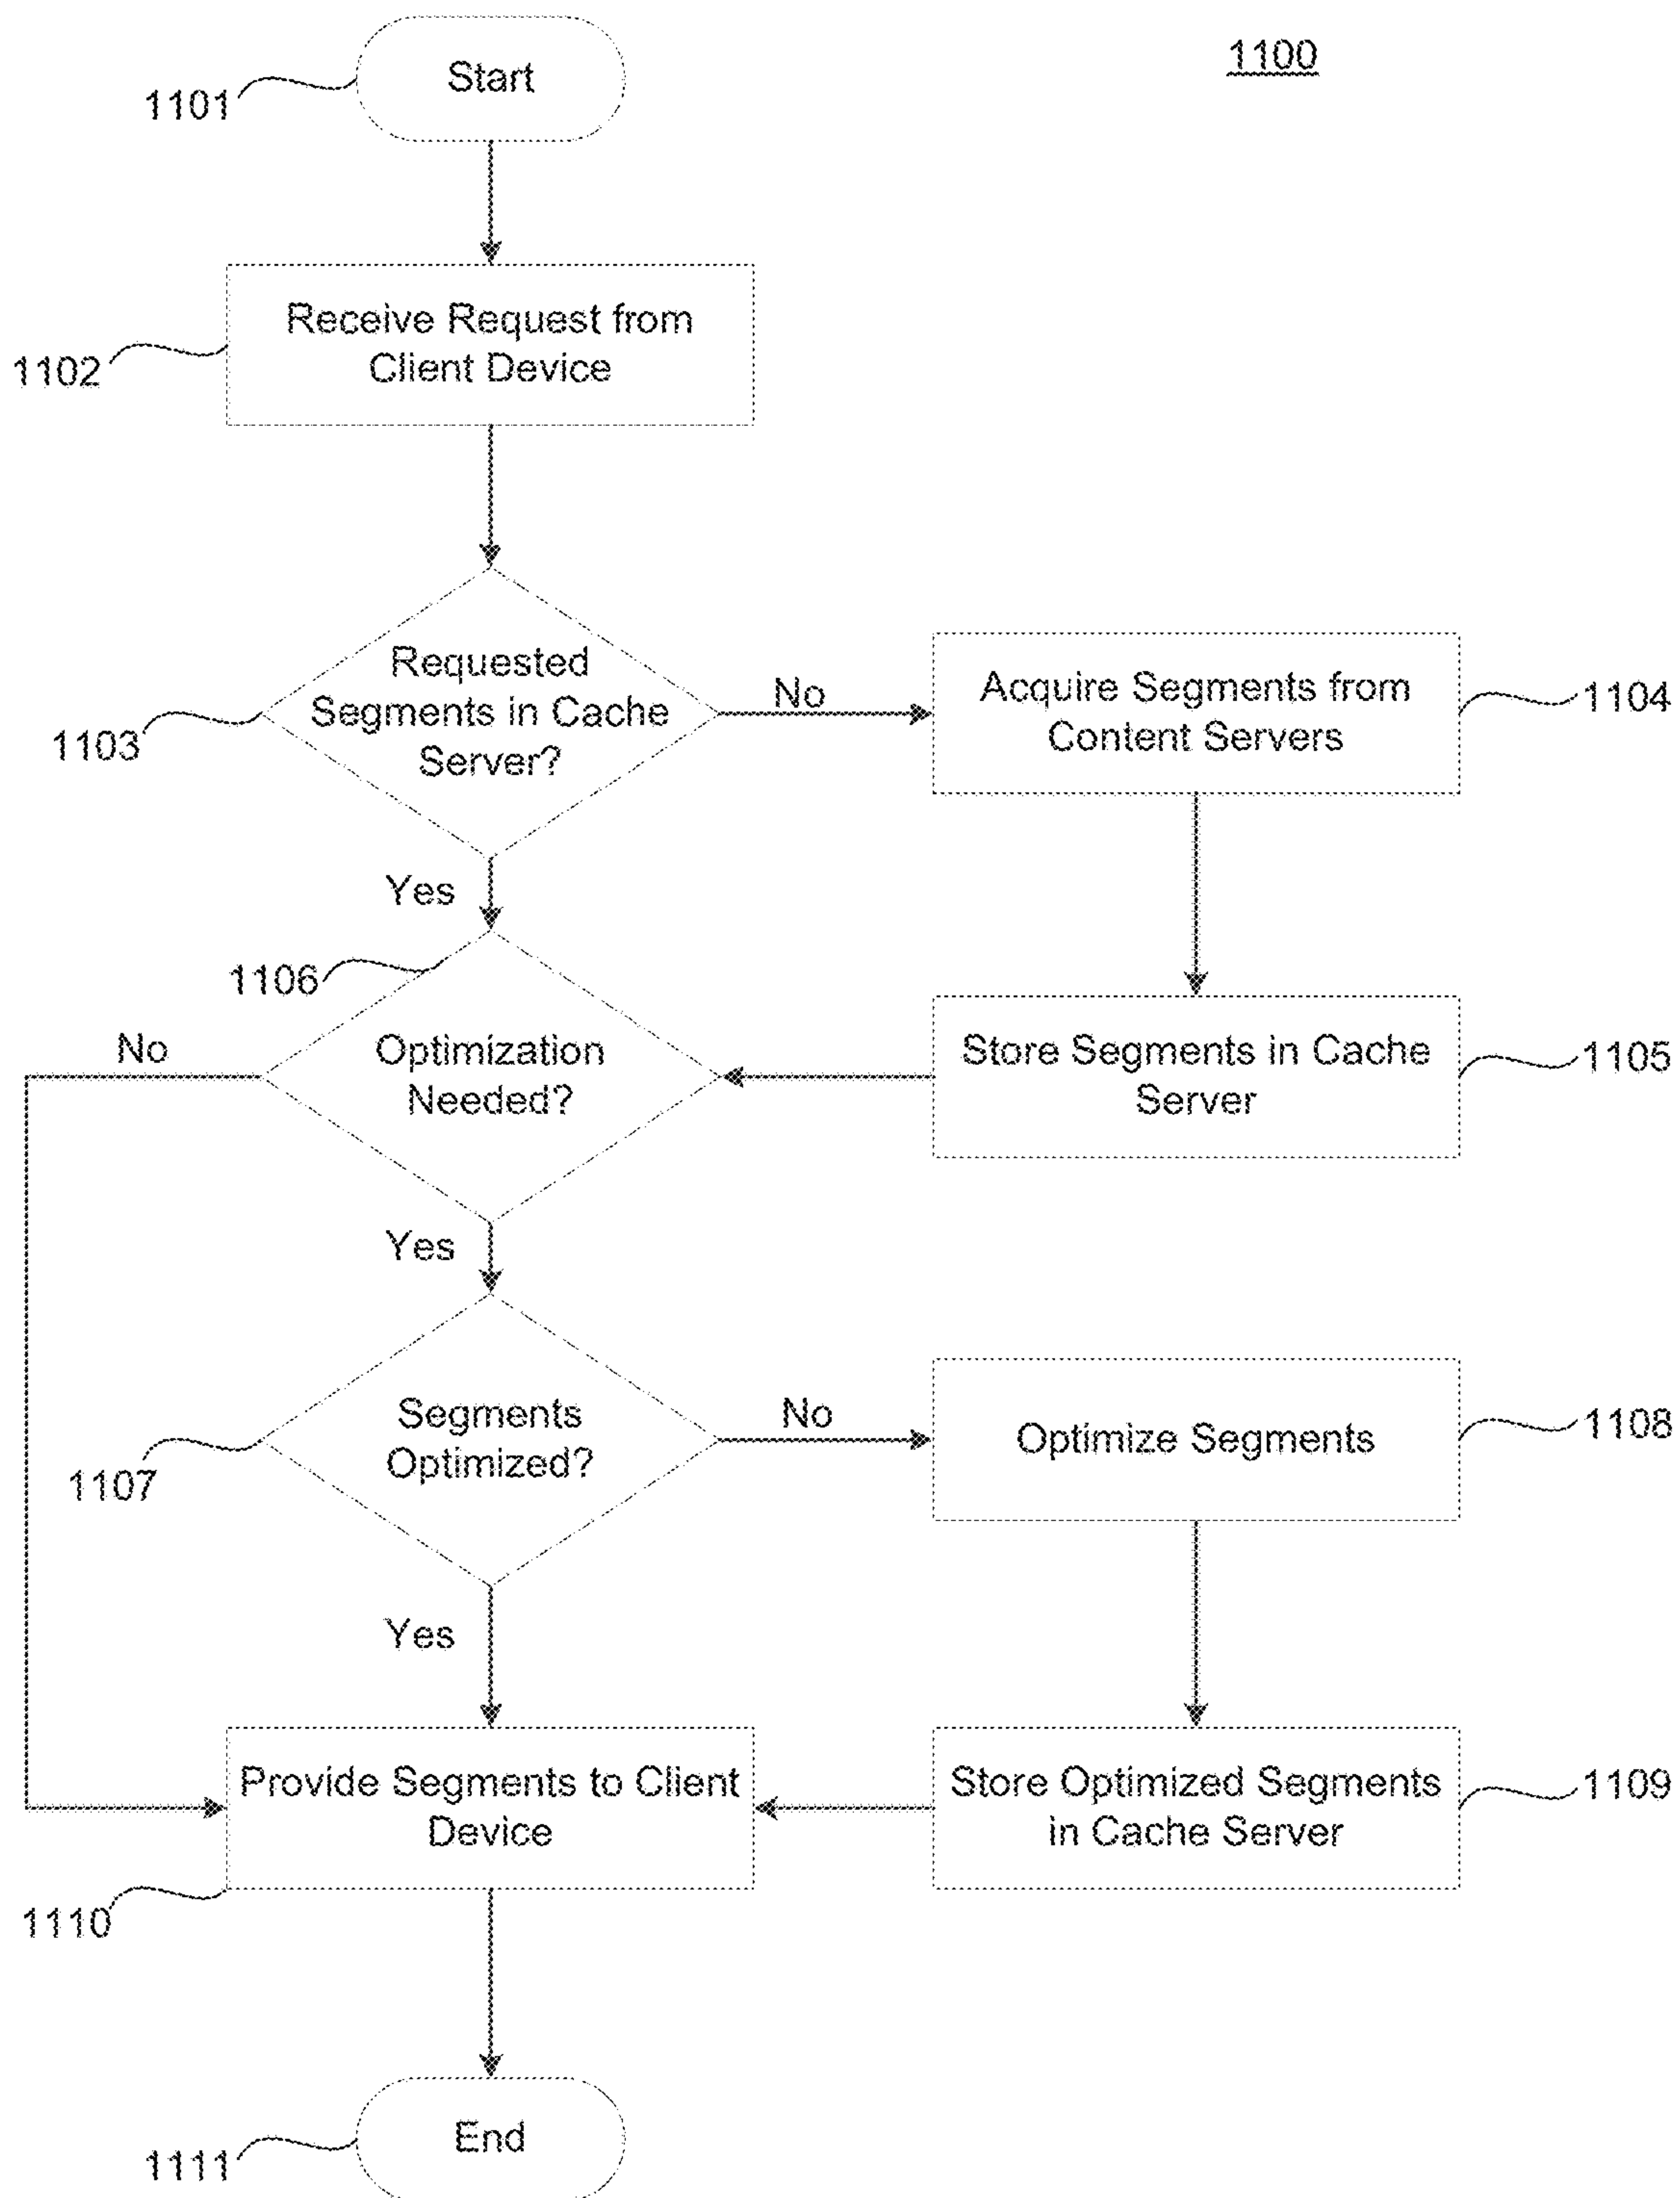 1100
Start
1101
Receive Request from
Client Device
1102
Requested
Segments in Cache
Server?
1103
No
Acquire Segments from
Content Servers
1104
Yes
1106
Optimization
Needed?
No
Store Segments in Cache
Server
1105
Yes
Segments
Optimized?
1107
No
Optimize Segments
1108
Yes
Provide Segments to Client
Device
1110
Store Optimized Segments
in Cache Server
1109
End
1111